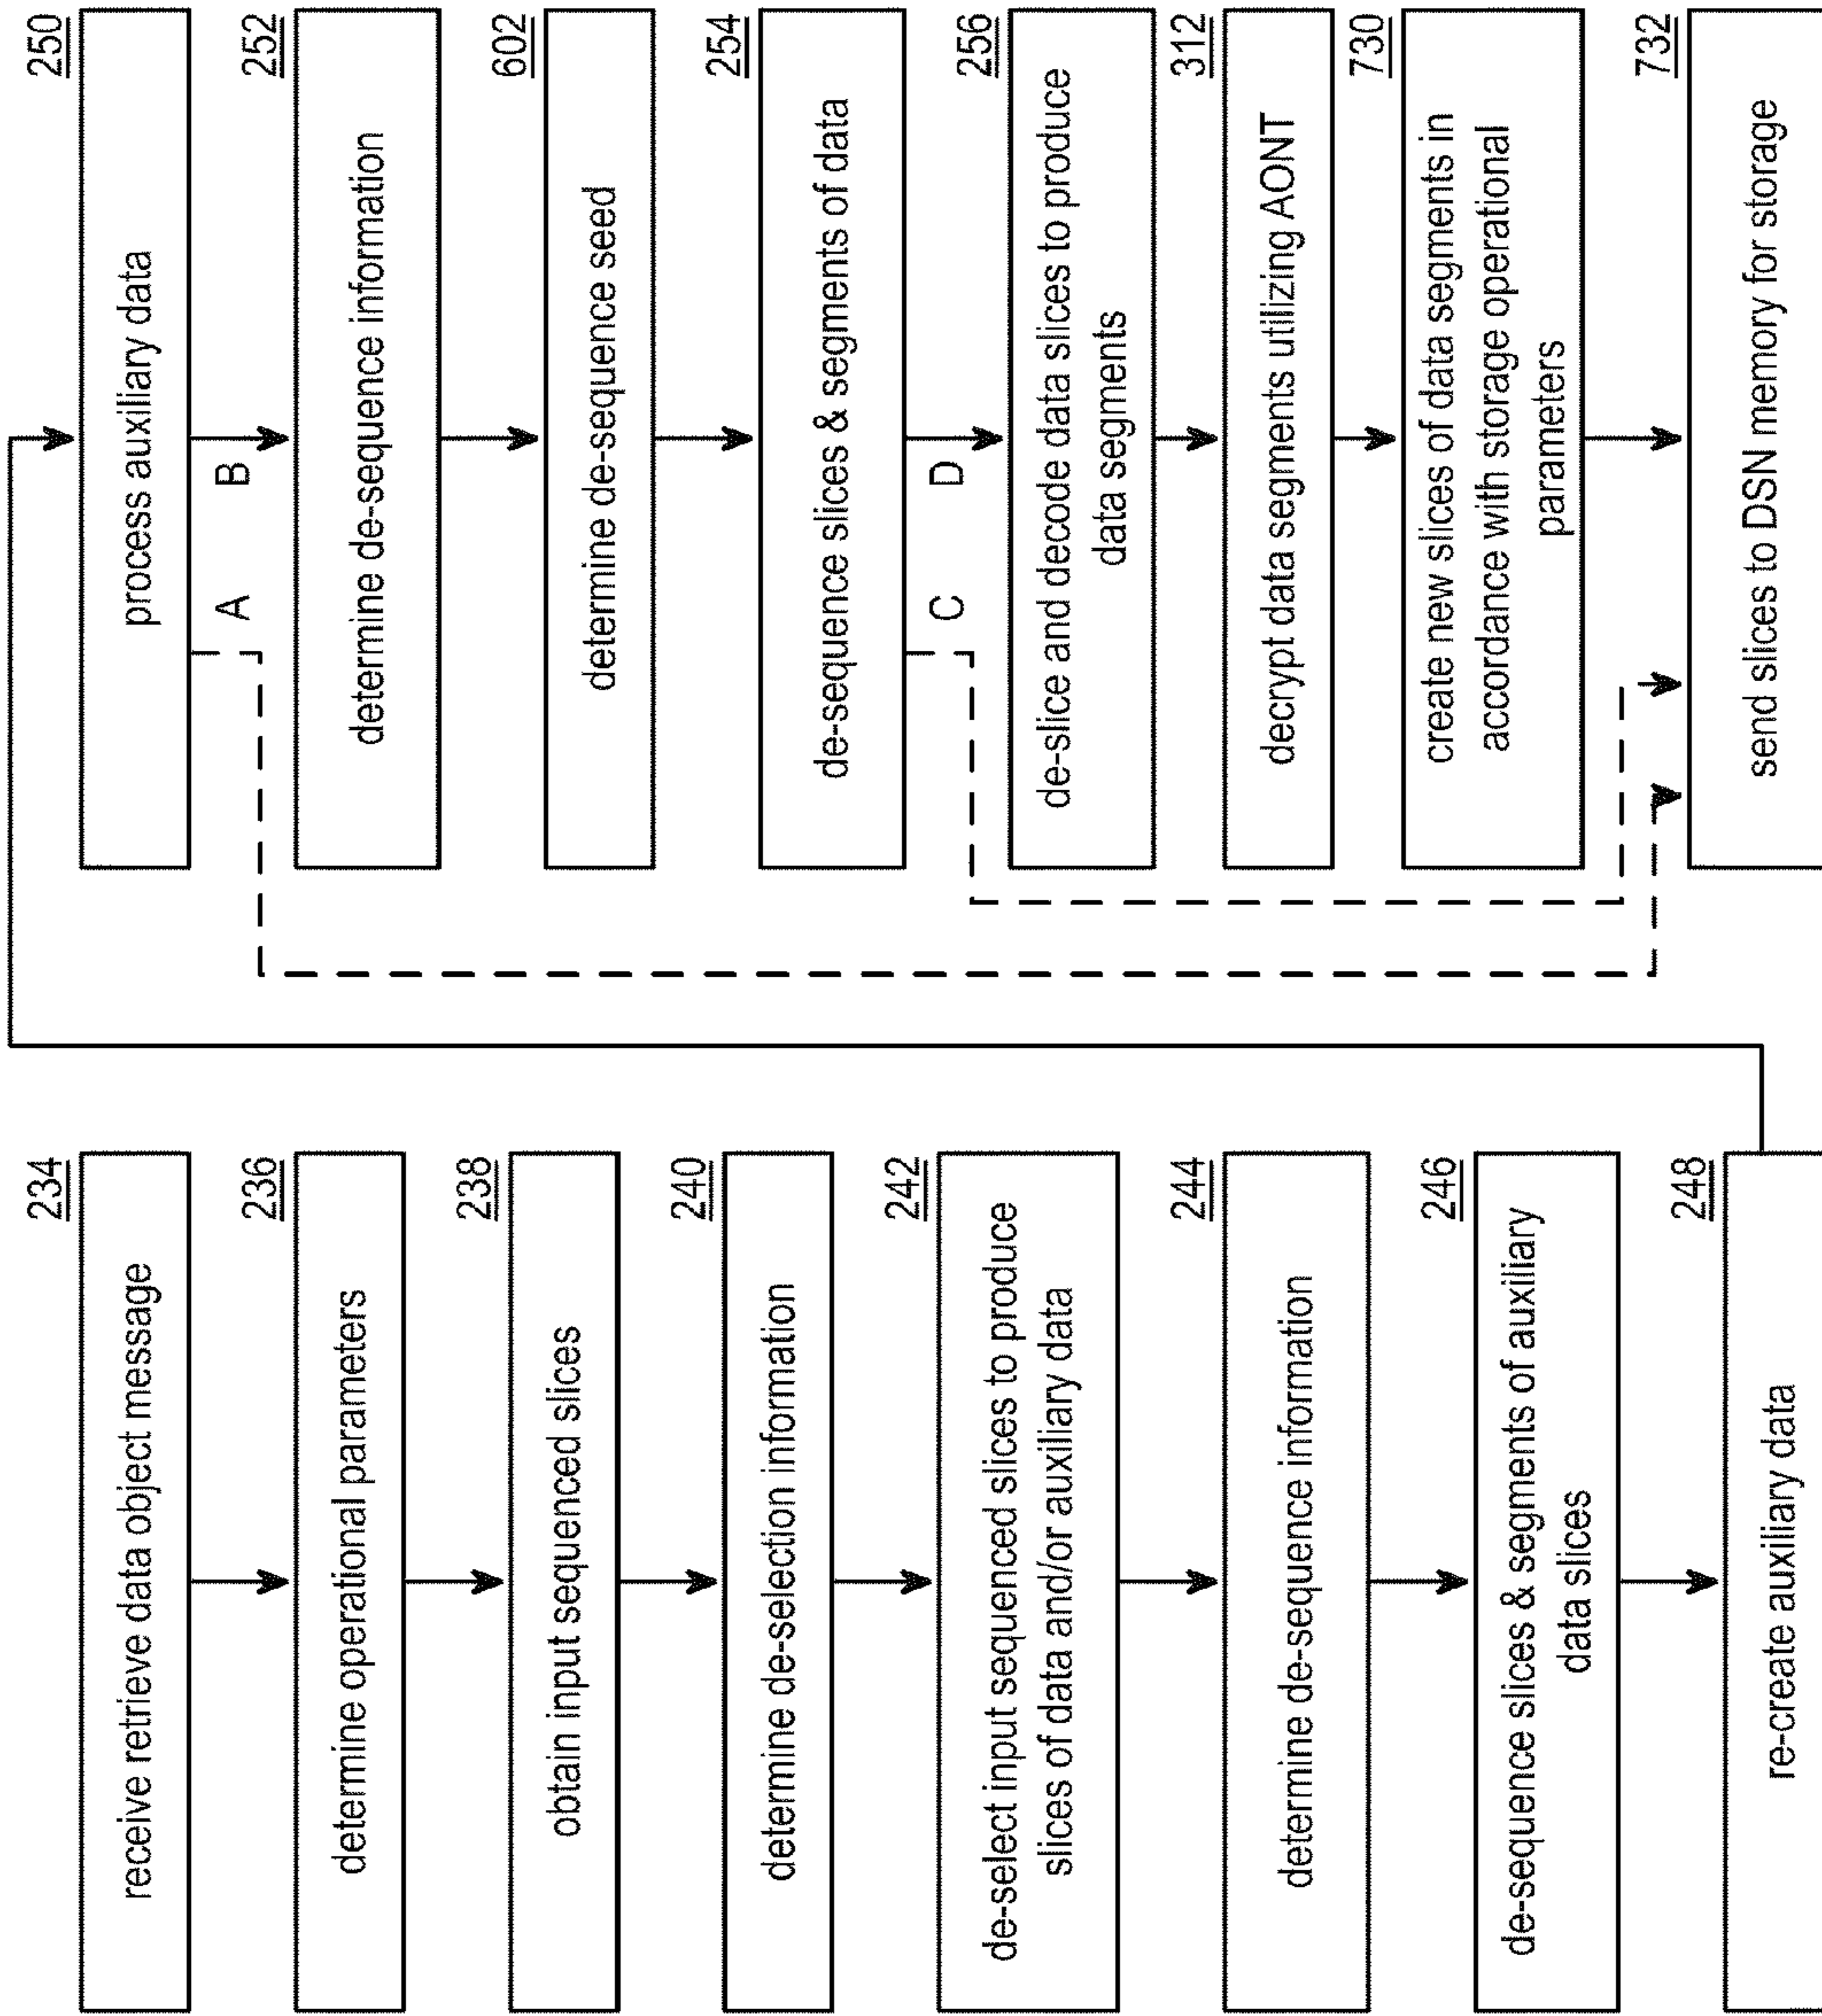 234
receive retrieve data object message
236
determine operational parameters
238
obtain input sequenced slices
240
determine de-selection information
242
de-select input sequenced slices to produce
slices of data and/or auxiliary data
244
determine de-sequence information
246
de-sequence slices & segments of auxiliary
data slices
248
re-create auxiliary data
250
process auxiliary data
A
B
252
determine de-sequence information
602
determine de-sequence seed
254
de-sequence slices & segments of data
C
D
256
de-slice and decode data slices to produce
data segments
312
decrypt data segments utilizing AONT
730
create new slices of data segments in
accordance with storage operational
parameters
732
send slices to DSN memory for storage